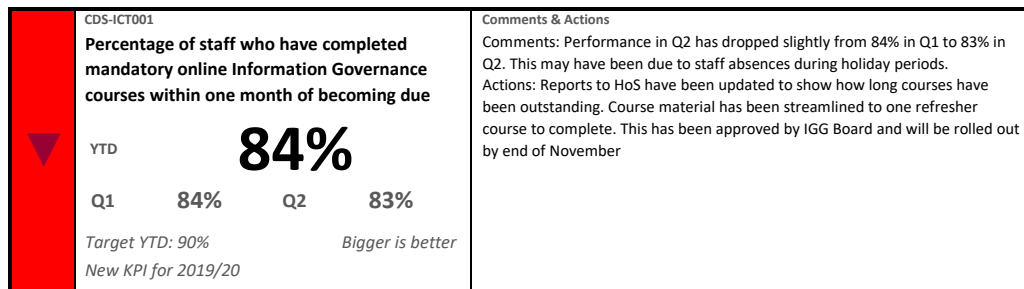 CDS-ICT001
Percentage of staff who have completed
mandatory online Information Governance
courses within one month of becoming due
YTD 84%
Q1 84% Q2 83%
Target YTD: 90% Bigger is better
New KPI for 2019/20
Comments & Actions
Comments: Performance in Q2 has dropped slightly from 84% in Q1 to 83% in
Q2. This may have been due to staff absences during holiday periods.
Actions: Reports to HoS have been updated to show how long courses have
been outstanding. Course material has been streamlined to one refresher
course to complete. This has been approved by IGG Board and will be rolled out
by end of November